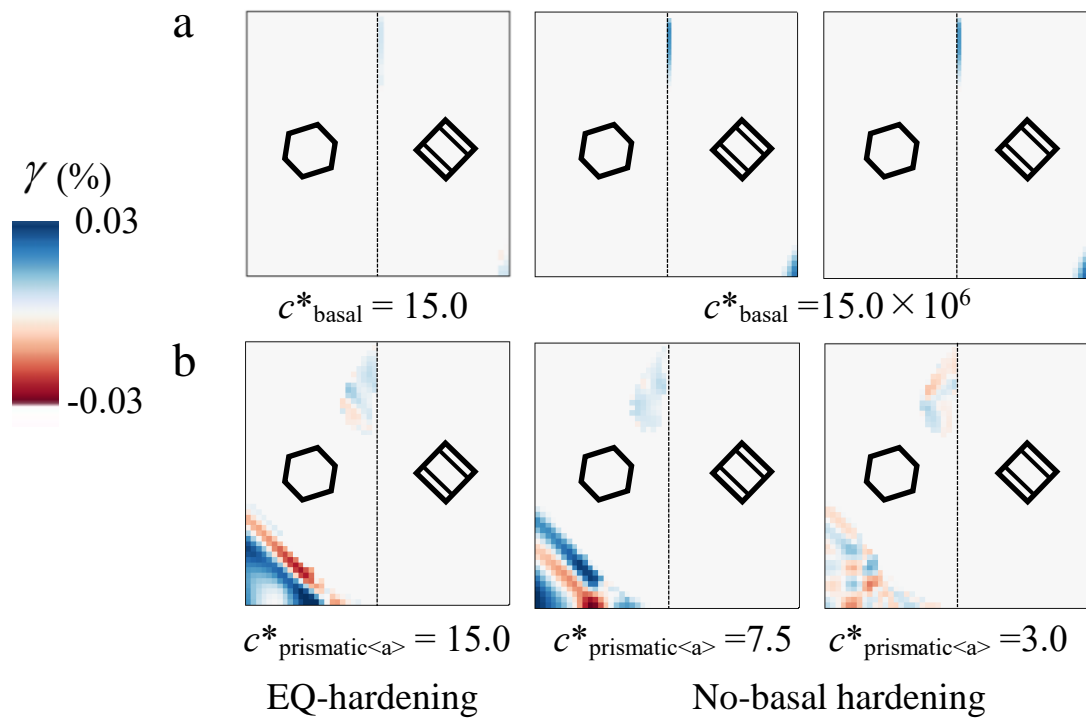 a
γ (%)
0.03
-0.03
c*basal = 15.0
c*basal =15.0×10⁶
b
c*prismatic<a> = 15.0
c*prismatic<a> =7.5
c*prismatic<a> =3.0
EQ-hardening
No-basal hardening